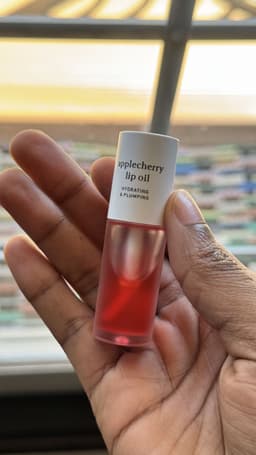 applecherry
lip oil
HYDRATING
& PLUMPING